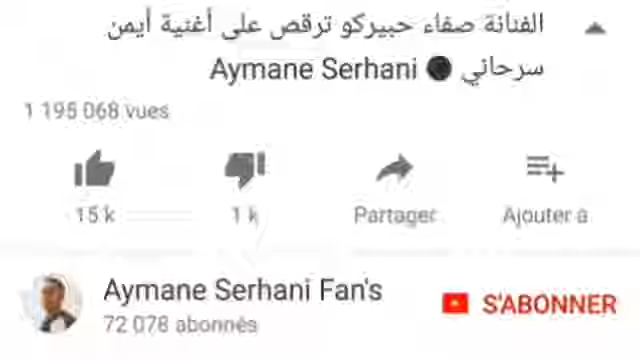 الفنانة صفاء حبيركو ترقص على أغنية أيمن
سرحاني 🌑 Aymane Serhani
1 195 068 vues
15 k
1 k
Partager
Ajouter à
Aymane Serhani Fan's
72 078 abonnés
S'ABONNER